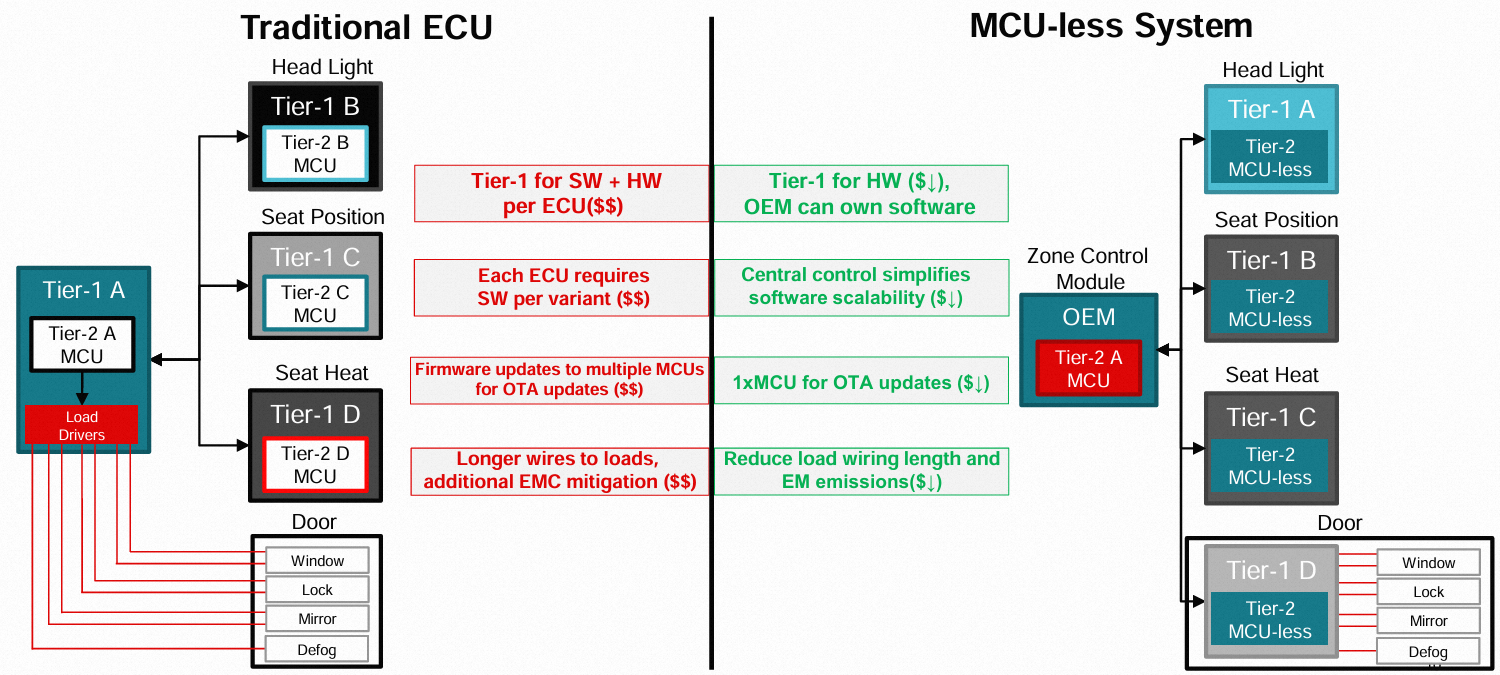 Traditional ECU
Head Light
Tier-1 B
Tier-2 B
MCU
Seat Position
Tier-1 C
Tier-2 C
MCU
Tier-1 A
Tier-2 A
MCU
Load
Drivers
Seat Heat
Tier-1 D
Tier-2 D
MCU
Door
Window
Lock
Mirror
Defog
Tier-1 for SW + HW
per ECU($$)
Each ECU requires
SW per variant ($$)
Firmware updates to multiple MCUs
for OTA updates ($$)
Longer wires to loads,
additional EMC mitigation ($$)
MCU-less System
Tier-1 for HW ($↓),
OEM can own software
Central control simplifies
software scalability ($↓)
1xMCU for OTA updates ($↓)
Reduce load wiring length and
EM emissions($↓)
Zone Control
Module
OEM
Tier-2 A
MCU
Head Light
Tier-1 A
Tier-2
MCU-less
Seat Position
Tier-1 B
Tier-2
MCU-less
Seat Heat
Tier-1 C
Tier-2
MCU-less
Door
Tier-1 D
Tier-2
MCU-less
Window
Lock
Mirror
Defog